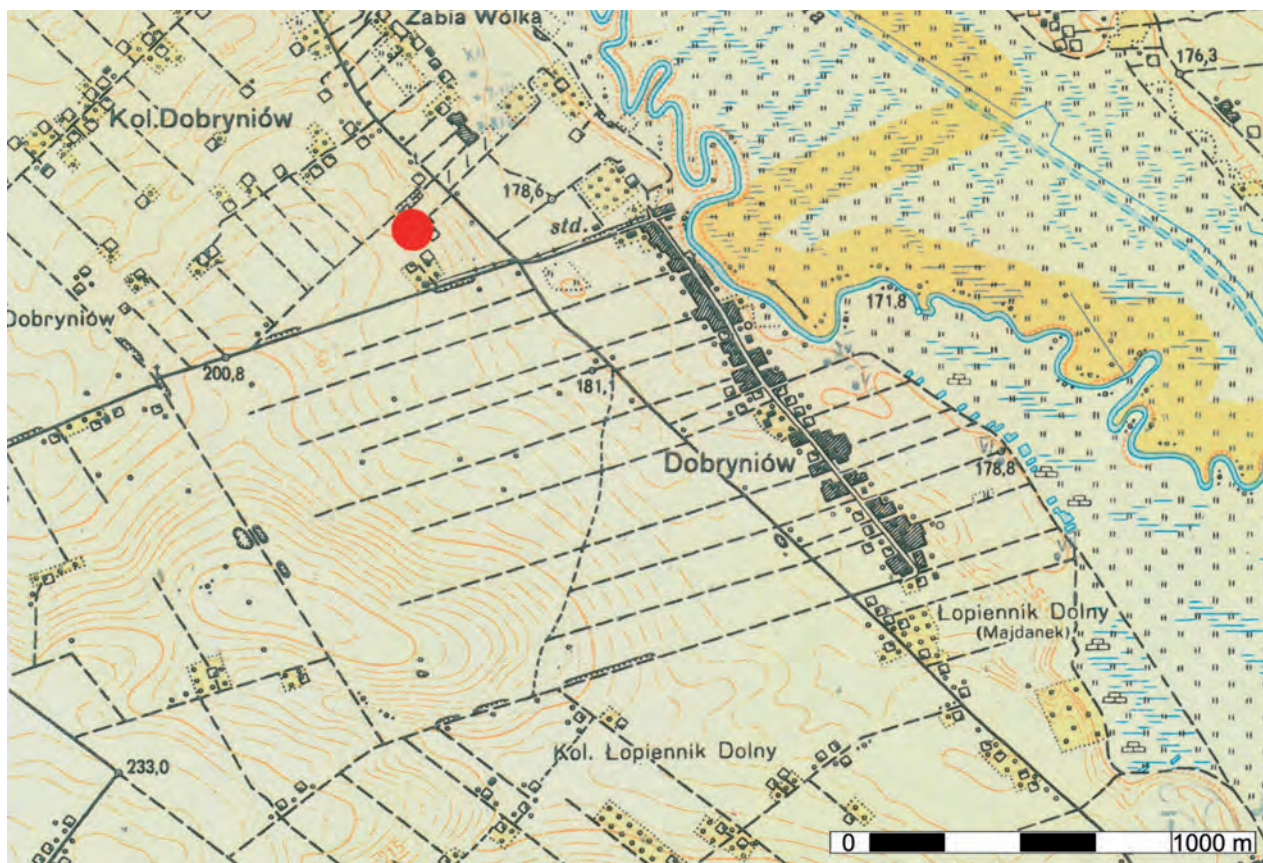 Żabia Wólka
176,3
Kol. Dobryniów
178,6
std.
171.8
Dobryniów
200,8
181,
Dobryniów
178,8
Łopiennik Dolny
(Majdanek)
Kol. Łopiennik Dolny
233,0
0 1000 m